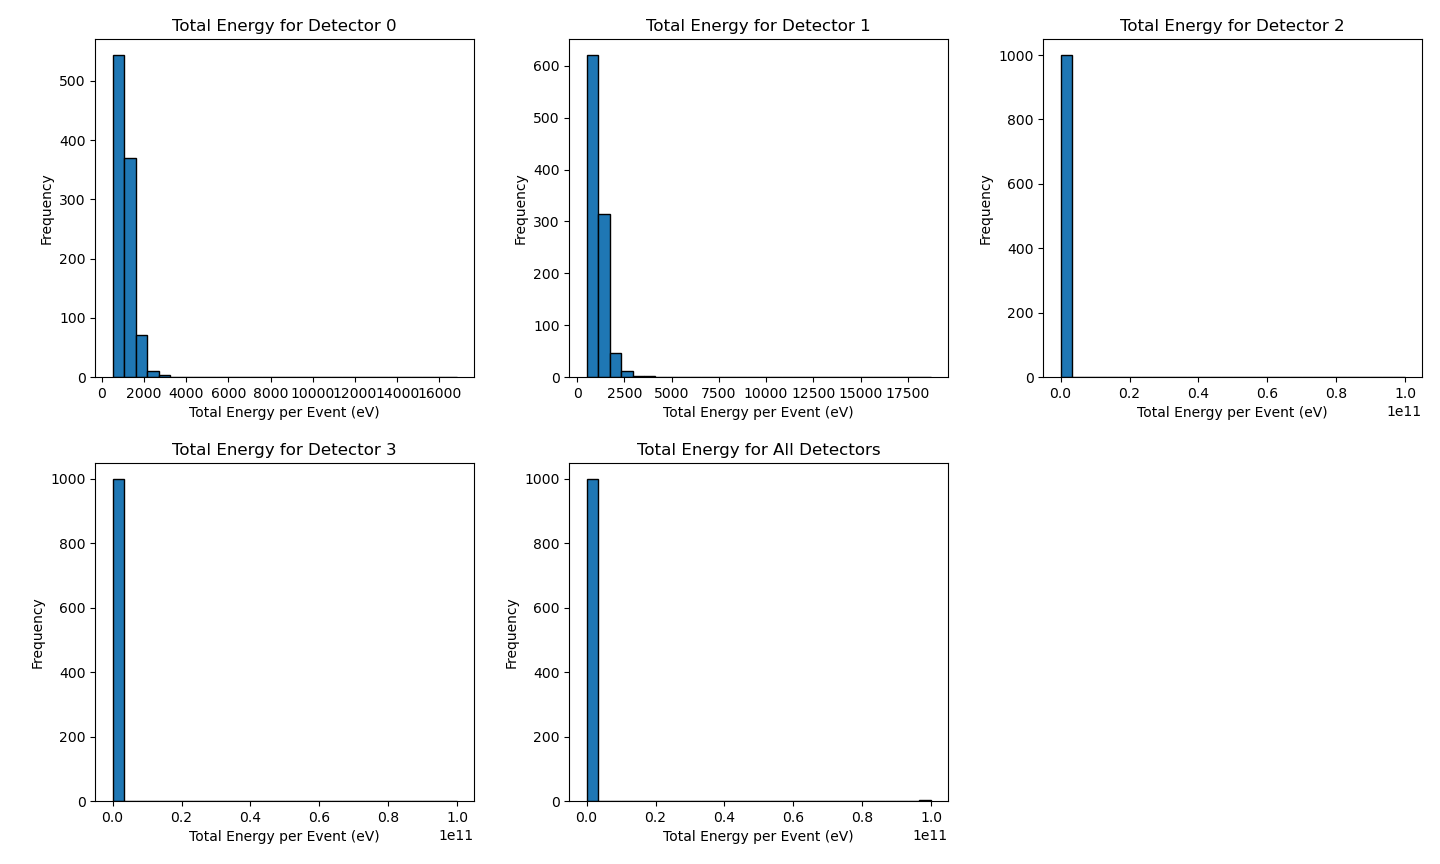 Total Energy for Detector 0
Frequency
500
400
300
200
100
0
0 2000 4000 6000 8000 10000 12000 14000 16000
Total Energy per Event (eV)
Total Energy for Detector 1
Frequency
600
500
400
300
200
100
0
0 2500 5000 7500 10000 12500 15000 17500
Total Energy per Event (eV)
Total Energy for Detector 2
Frequency
1000
800
600
400
200
0
0.0 0.2 0.4 0.6 0.8 1.0
1e11
Total Energy per Event (eV)
Total Energy for Detector 3
Frequency
1000
800
600
400
200
0
0.0 0.2 0.4 0.6 0.8 1.0
1e11
Total Energy per Event (eV)
Total Energy for All Detectors
Frequency
1000
800
600
400
200
0
0.0 0.2 0.4 0.6 0.8 1.0
1e11
Total Energy per Event (eV)